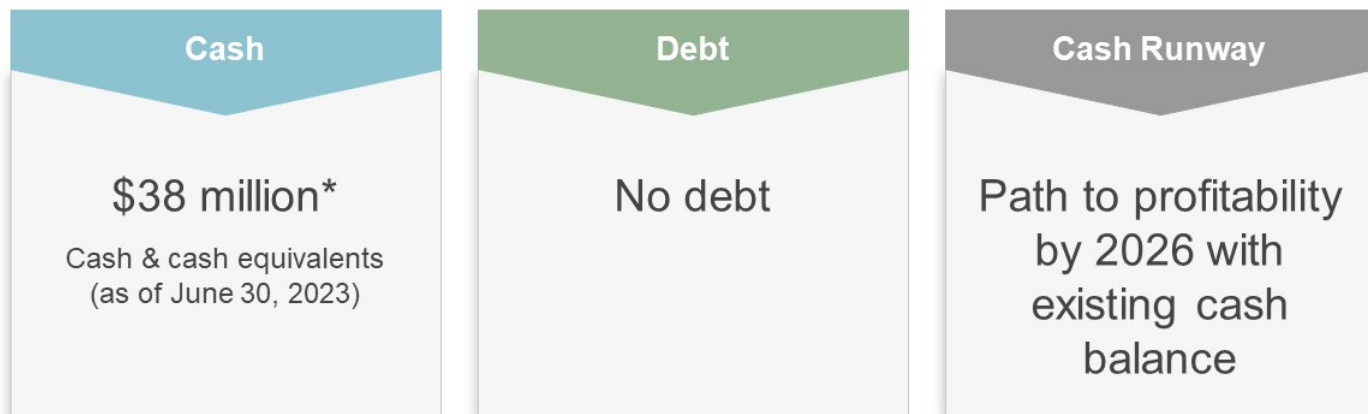 Cash
$38 million*
Cash & cash equivalents
(as of June 30, 2023)
Debt
No debt
Cash Runway
Path to profitability
by 2026 with
existing cash
balance